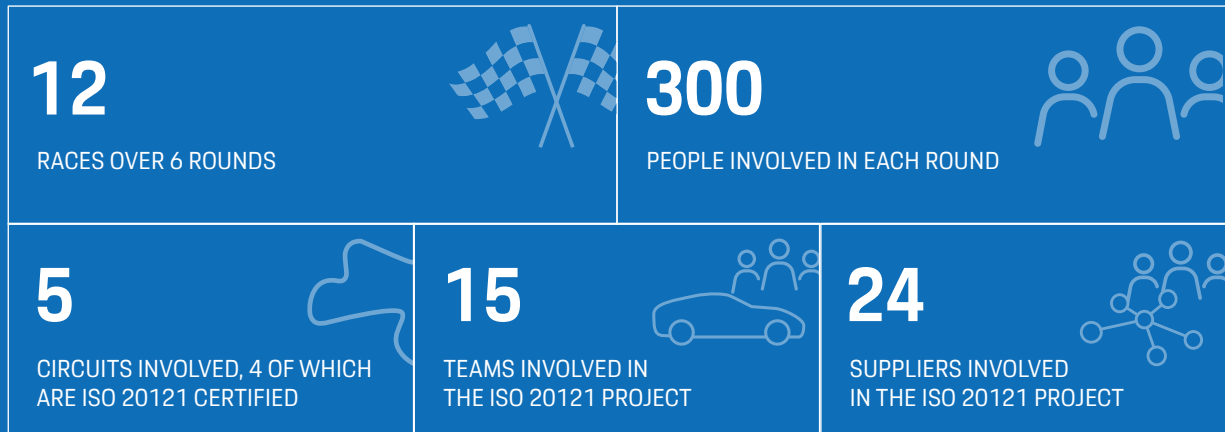 12
RACES OVER 6 ROUNDS
300
PEOPLE INVOLVED IN EACH ROUND
5
CIRCUITS INVOLVED, 4 OF WHICH
ARE ISO 20121 CERTIFIED
15
TEAMS INVOLVED IN
THE ISO 20121 PROJECT
24
SUPPLIERS INVOLVED
IN THE ISO 20121 PROJECT